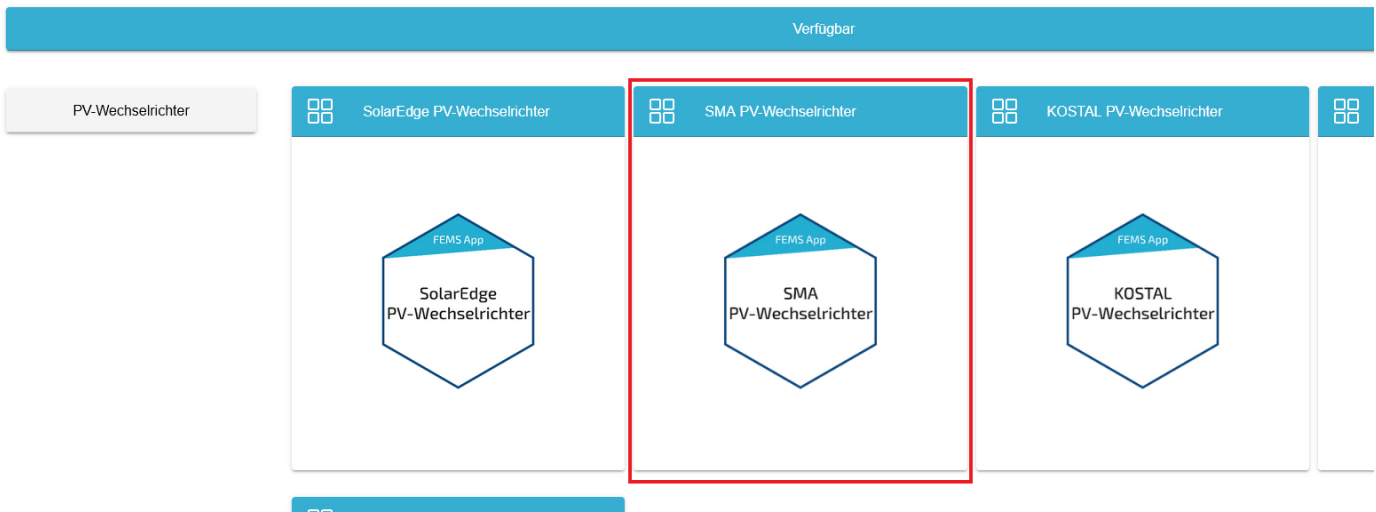 Verfügbar
PV-Wechselrichter
SolarEdge PV-Wechselrichter
SMA PV-Wechselrichter
KOSTAL PV-Wechselrichter
FEMS App
SolarEdge
PV-Wechselrichter
FEMS App
SMA
PV-Wechselrichter
FEMS App
KOSTAL
PV-Wechselrichter